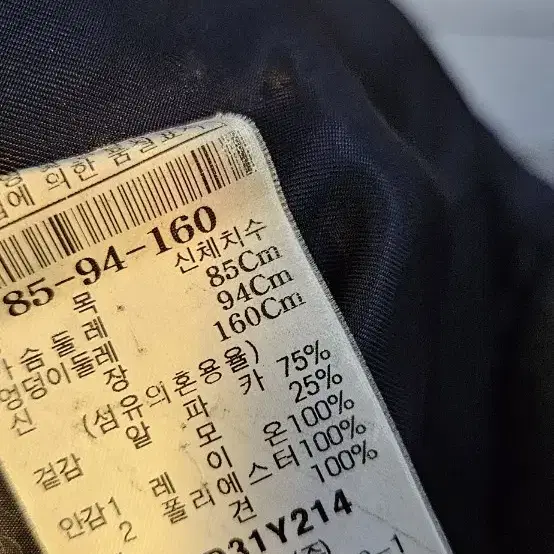 에 의한 품질표시
85-94-160
목 신체치수
가슴둘레 85Cm
엉덩이둘레 94Cm
신 장 160Cm
(섬유의혼용율)
겉감 알 파 카 75%
모 25%
안감1 레 이 온100%
2 폴리에스터100%
견 100%
31Y214